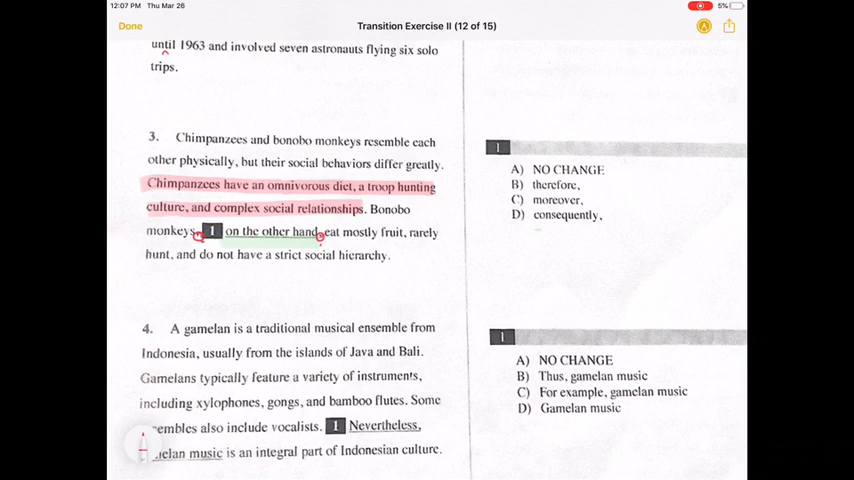 12:07 PM Thu Mar 26
5%
Done
Transition Exercise II (12 of 15)
until 1963 and involved seven astronauts flying six solo
trips.
3. Chimpanzees and bonobo monkeys resemble each
other physically, but their social behaviors differ greatly.
Chimpanzees have an omnivorous diet, a troop hunting
culture, and complex social relationships. Bonobo
monkeys, 1 on the other hand, eat mostly fruit, rarely
hunt, and do not have a strict social hierarchy.
1
A) NO CHANGE
B) therefore,
C) moreover,
D) consequently,
4. A gamelan is a traditional musical ensemble from
Indonesia, usually from the islands of Java and Bali.
Gamelans typically feature a variety of instruments,
including xylophones, gongs, and bamboo flutes. Some
sembles also include vocalists. 1 Nevertheless,
melan music is an integral part of Indonesian culture.
1
A) NO CHANGE
B) Thus, gamelan music
C) For example, gamelan music
D) Gamelan music